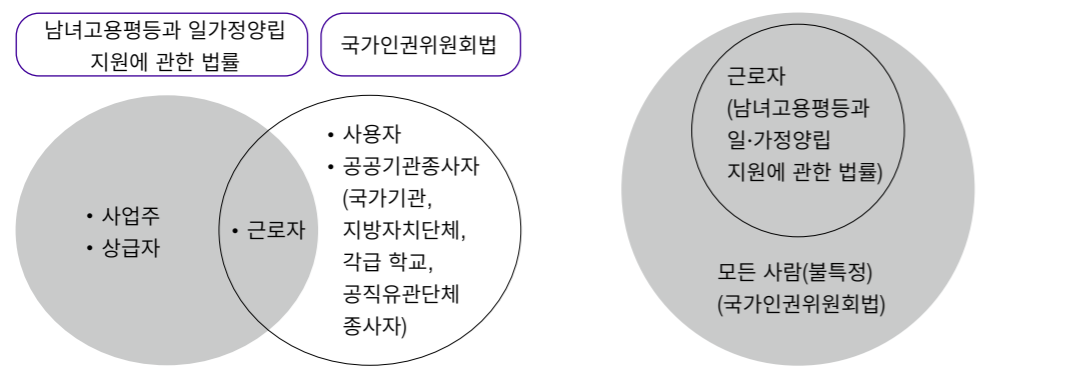 남녀고용평등과 일가정양립
지원에 관한 법률
국가인권위원회법
• 사업주
• 상급자
• 근로자
• 사용자
• 공공기관종사자
(국가기관,
지방자치단체,
각급 학교,
공직유관단체
종사자)
근로자
(남녀고용평등과
일·가정양립
지원에 관한 법률)
모든 사람(불특정)
(국가인권위원회법)